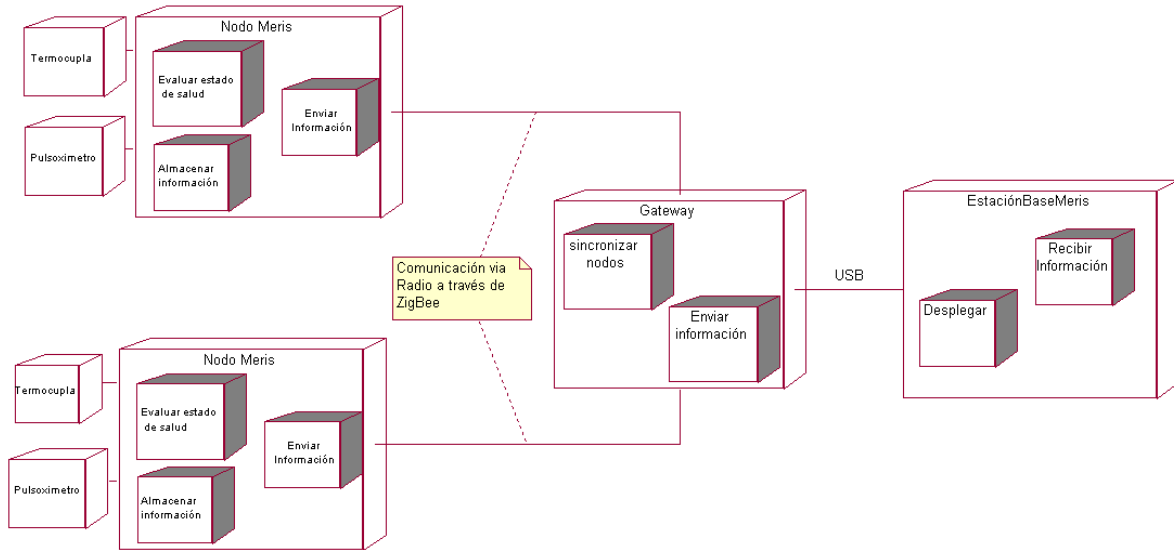 Nodo Meris
Termocupla
Evaluar estado
de salud
Enviar
Información
Pulsoximetro
Almacenar
información
Comunicación via
Radio a través de
ZigBee
Gateway
sincronizar
nodos
Enviar
información
USB
EstaciónBaseMeris
Recibir
Información
Desplegar
Nodo Meris
Termocupla
Evaluar estado
de salud
Enviar
Información
Pulsoximetro
Almacenar
información